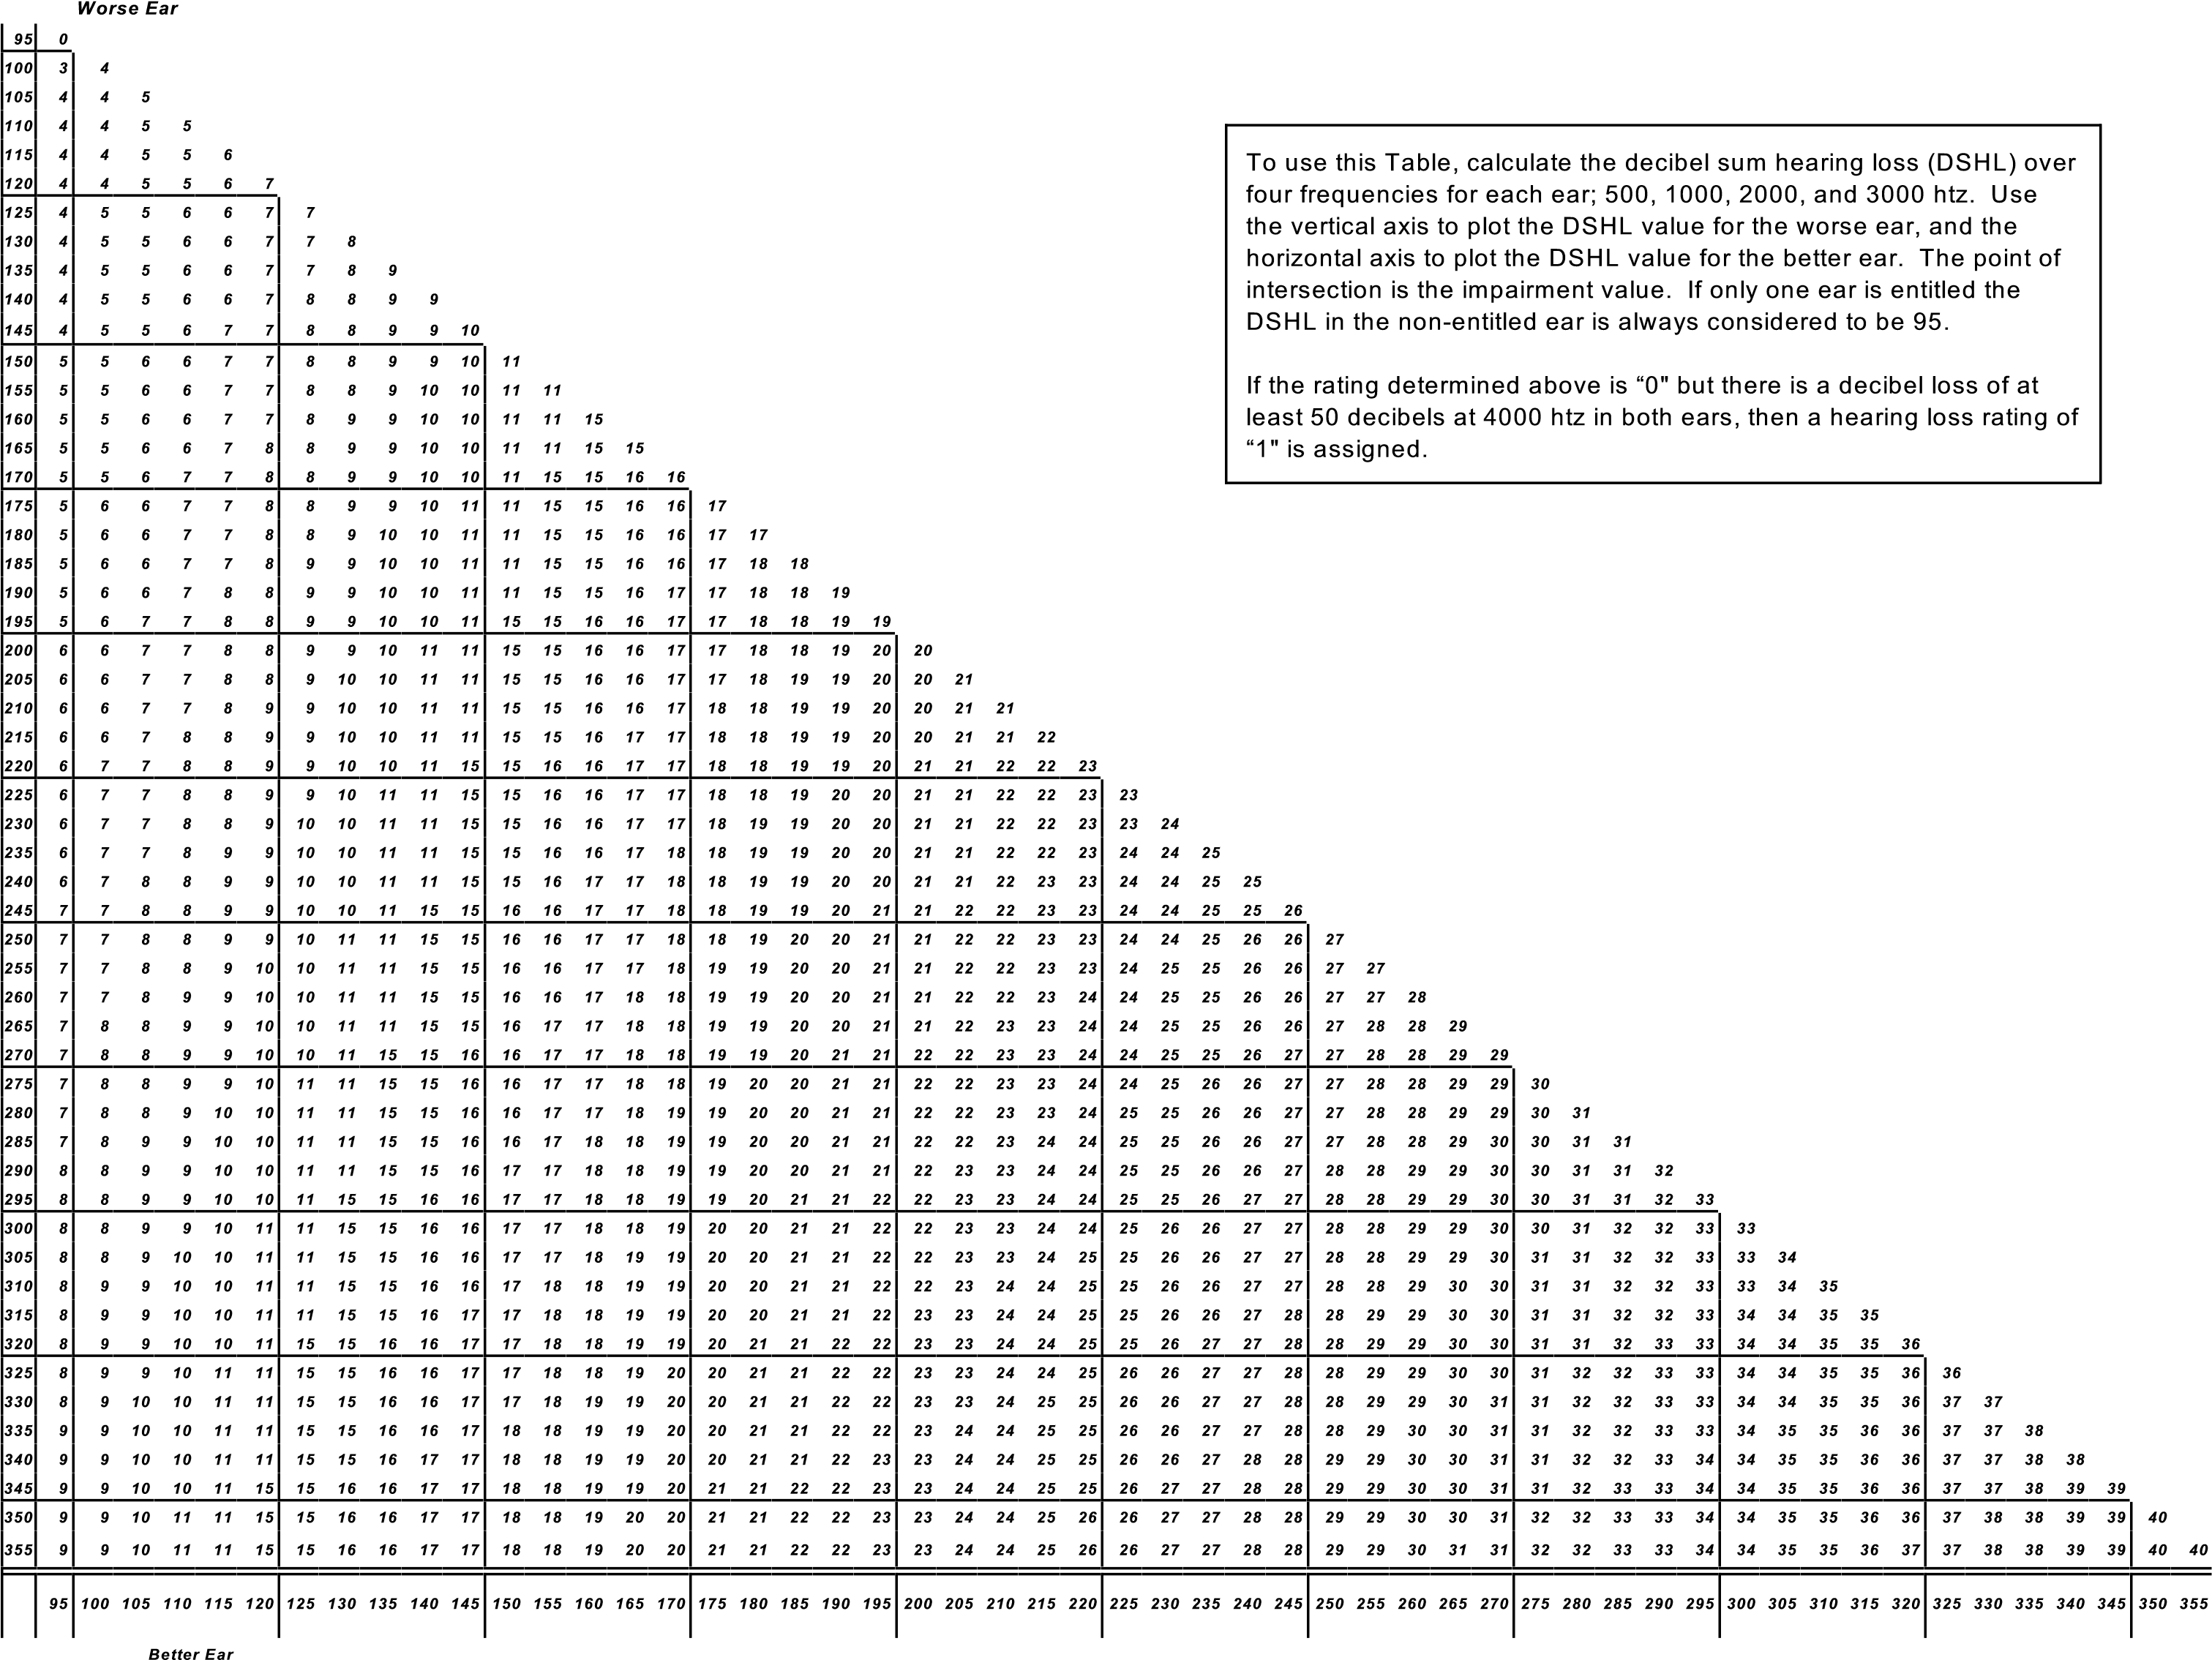 Worse Ear
95 0
100 3 4
105 4 4 5
110 4 4 5 5
115 4 4 5 5 6
120 4 4 5 5 6 7
125 4 5 5 6 6 7 7
130 4 5 5 6 6 7 7 8
135 4 5 5 6 6 7 7 8 9
140 4 5 5 6 6 7 8 8 9 9
145 4 5 5 6 7 7 8 8 9 9 10
150 5 5 6 6 7 7 8 8 9 9 10 11
155 5 5 6 6 7 7 8 8 9 10 10 11 11
160 5 5 6 6 7 7 8 9 9 10 10 11 11 15
165 5 5 6 6 7 8 8 9 9 10 10 11 11 15 15
170 5 5 6 7 7 8 8 9 9 10 10 11 15 15 16 16
175 5 6 6 7 7 8 8 9 9 10 11 11 15 15 16 16 17
180 5 6 6 7 7 8 8 9 10 10 11 11 15 15 16 16 17 17
185 5 6 6 7 7 8 9 9 10 10 11 11 15 15 16 16 17 18 18
190 5 6 6 7 8 8 9 9 10 10 11 11 15 15 16 17 17 18 18 19
195 5 6 7 7 8 8 9 9 10 10 11 15 15 16 16 17 17 18 18 19 19
200 6 6 7 7 8 8 9 9 10 11 11 15 15 16 16 17 17 18 18 19 20 20
205 6 6 7 7 8 8 9 10 10 11 11 15 15 16 16 17 17 18 19 19 20 20 21
210 6 6 7 7 8 9 9 10 10 11 11 15 15 16 16 17 18 18 19 19 20 20 21 21
215 6 6 7 8 8 9 9 10 10 11 11 15 15 16 17 17 18 18 19 19 20 20 21 21 22
220 6 7 7 8 8 9 9 10 10 11 15 15 16 16 17 17 18 18 19 19 20 21 21 22 22 23
225 6 7 7 8 8 9 9 10 11 11 15 15 16 16 17 17 18 18 19 20 20 21 21 22 22 23 23
230 6 7 7 8 8 9 10 10 11 11 15 15 16 16 17 17 18 19 19 20 20 21 21 22 22 23 23 24
235 6 7 7 8 9 9 10 10 11 11 15 15 16 16 17 18 18 19 19 20 20 21 21 22 22 23 24 24 25
240 6 7 8 8 9 9 10 10 11 11 15 15 16 17 17 18 18 19 19 20 20 21 21 22 23 23 24 24 25 25
245 7 7 8 8 9 9 10 10 11 15 15 16 16 17 17 18 18 19 19 20 21 21 22 22 23 23 24 24 25 25 26
250 7 7 8 8 9 9 10 11 11 15 15 16 16 17 17 18 18 19 20 20 21 21 22 22 23 23 24 24 25 26 26 27
255 7 7 8 8 9 10 10 11 11 15 15 16 16 17 17 18 19 19 20 20 21 21 22 22 23 23 24 25 25 26 26 27 27
260 7 7 8 9 9 10 10 11 11 15 15 16 16 17 18 18 19 19 20 20 21 21 22 22 23 24 24 25 25 26 26 27 27 28
265 7 8 8 9 9 10 10 11 11 15 15 16 17 17 18 18 19 19 20 20 21 21 22 23 23 24 24 25 25 26 26 27 28 28 29
270 7 8 8 9 9 10 10 11 15 15 16 16 17 17 18 18 19 19 20 21 21 22 22 23 23 24 24 25 25 26 27 27 28 28 29 29
275 7 8 8 9 9 10 11 11 15 15 16 16 17 17 18 18 19 20 20 21 21 22 22 23 23 24 24 25 26 26 27 27 28 28 29 29 30
280 7 8 8 9 10 10 11 11 15 15 16 16 17 17 18 19 19 20 20 21 21 22 22 23 23 24 25 25 26 26 27 27 28 28 29 29 30 31
285 7 8 9 9 10 10 11 11 15 15 16 16 17 18 18 19 19 20 20 21 21 22 22 23 24 24 25 25 26 26 27 27 28 28 29 30 30 31 31
290 8 8 9 9 10 10 11 11 15 15 16 17 17 18 18 19 19 20 20 21 21 22 23 23 24 24 25 25 26 26 27 28 28 29 29 30 30 31 31 32
295 8 8 9 9 10 10 11 15 15 16 16 17 17 18 18 19 19 20 21 21 22 22 23 23 24 24 25 25 26 27 27 28 28 29 29 30 30 31 31 32 33
300 8 8 9 9 10 11 11 15 15 16 16 17 17 18 18 19 20 20 21 21 22 22 23 23 24 24 25 26 26 27 27 28 28 29 29 30 30 31 32 32 33 33
305 8 8 9 10 10 11 11 15 15 16 16 17 17 18 19 19 20 20 21 21 22 22 23 23 24 25 25 26 26 27 27 28 28 29 29 30 31 31 32 32 33 33 34
310 8 9 9 10 10 11 11 15 15 16 16 17 18 18 19 19 20 20 21 21 22 22 23 24 24 25 25 26 26 27 27 28 28 29 30 30 31 31 32 32 33 33 34 35
315 8 9 9 10 10 11 11 15 15 16 17 17 18 18 19 19 20 20 21 21 22 23 23 24 24 25 25 26 26 27 28 28 29 29 30 30 31 31 32 32 33 34 34 35 35
320 8 9 9 10 10 11 15 15 16 16 17 17 18 18 19 19 20 21 21 22 22 23 23 24 24 25 25 26 27 27 28 28 29 29 30 30 31 31 32 33 33 34 34 35 35 36
325 8 9 9 10 11 11 15 15 16 16 17 17 18 18 19 20 20 21 21 22 22 23 23 24 24 25 26 26 27 27 28 28 29 29 30 30 31 32 32 33 33 34 34 35 35 36 36
330 8 9 10 10 11 11 15 15 16 16 17 17 18 19 19 20 20 21 21 22 22 23 23 24 25 25 26 26 27 27 28 28 29 29 30 31 31 32 32 33 33 34 34 35 35 36 37 37
335 9 9 10 10 11 11 15 15 16 16 17 18 18 19 19 20 20 21 21 22 22 23 24 24 25 25 26 26 27 27 28 28 29 30 30 31 31 32 32 33 33 34 35 35 36 36 37 37 38
340 9 9 10 10 11 11 15 15 16 17 17 18 18 19 19 20 20 21 21 22 23 23 24 24 25 25 26 26 27 28 28 29 29 30 30 31 31 32 32 33 34 34 35 35 36 36 37 37 38 38
345 9 9 10 10 11 15 15 16 16 17 17 18 18 19 19 20 21 21 22 22 23 23 24 24 25 25 26 27 27 28 28 29 29 30 30 31 31 32 33 33 34 34 35 35 36 36 37 37 38 39 39
350 9 9 10 11 11 15 15 16 16 17 17 18 18 19 20 20 21 21 22 22 23 23 24 24 25 26 26 27 27 28 28 29 29 30 30 31 32 32 33 33 34 34 35 35 36 36 37 38 38 39 39 40
355 9 9 10 11 11 15 15 16 16 17 17 18 18 19 20 20 21 21 22 22 23 23 24 24 25 26 26 27 27 28 28 29 29 30 31 31 32 32 33 33 34 34 35 35 36 37 37 38 38 39 39 40 40
95 100 105 110 115 120 125 130 135 140 145 150 155 160 165 170 175 180 185 190 195 200 205 210 215 220 225 230 235 240 245 250 255 260 265 270 275 280 285 290 295 300 305 310 315 320 325 330 335 340 345 350 355
Better Ear
To use this Table, calculate the decibel sum hearing loss (DSHL) over
four frequencies for each ear; 500, 1000, 2000, and 3000 htz. Use
the vertical axis to plot the DSHL value for the worse ear, and the
horizontal axis to plot the DSHL value for the better ear. The point of
intersection is the impairment value. If only one ear is entitled the
DSHL in the non-entitled ear is always considered to be 95.
If the rating determined above is “0" but there is a decibel loss of at
least 50 decibels at 4000 htz in both ears, then a hearing loss rating of
“1" is assigned.